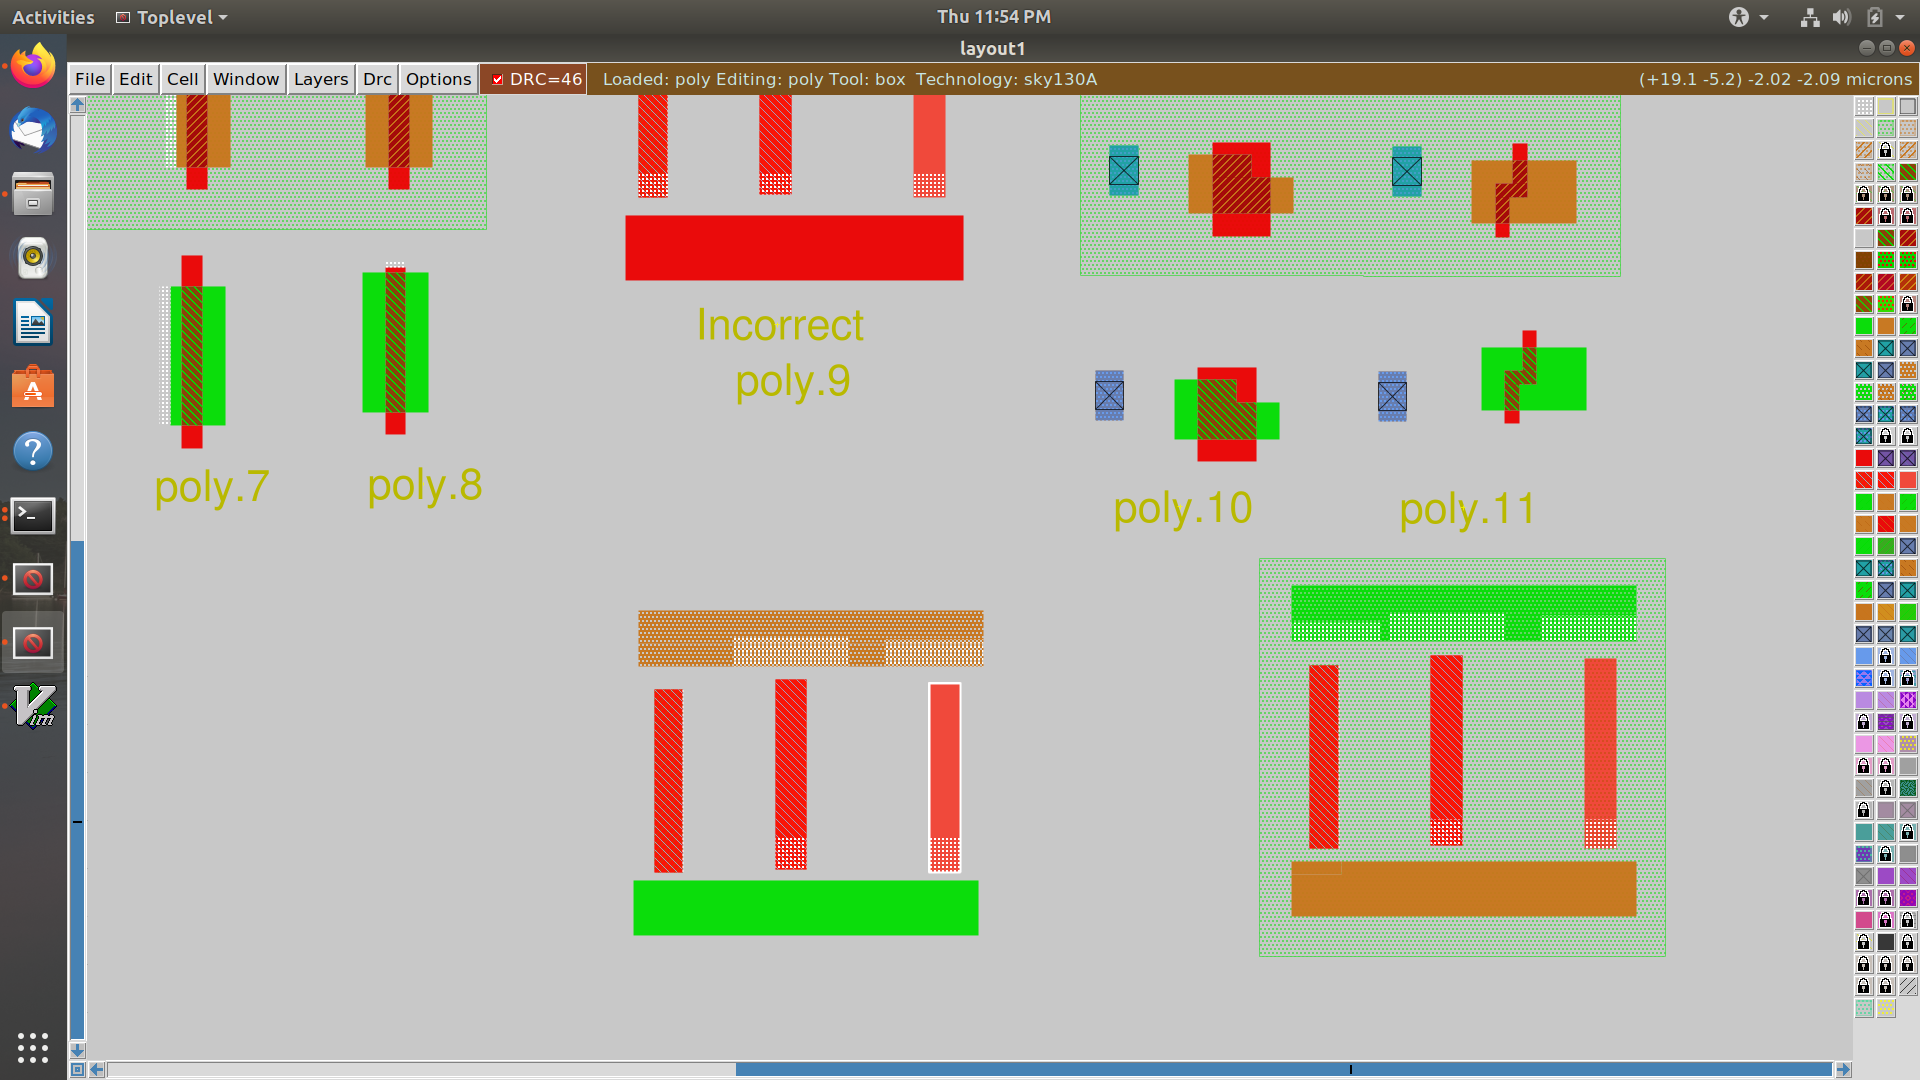 Activities
Toplevel
Thu 11:54 PM
layout1
File Edit Cell Window Layers Drc Options DRC=46 Loaded: poly Editing: poly Tool: box Technology: sky130A (+19.1 -5.2) -2.02 -2.09 microns
Incorrect
poly.9
poly.7
poly.8
poly.10
poly.11